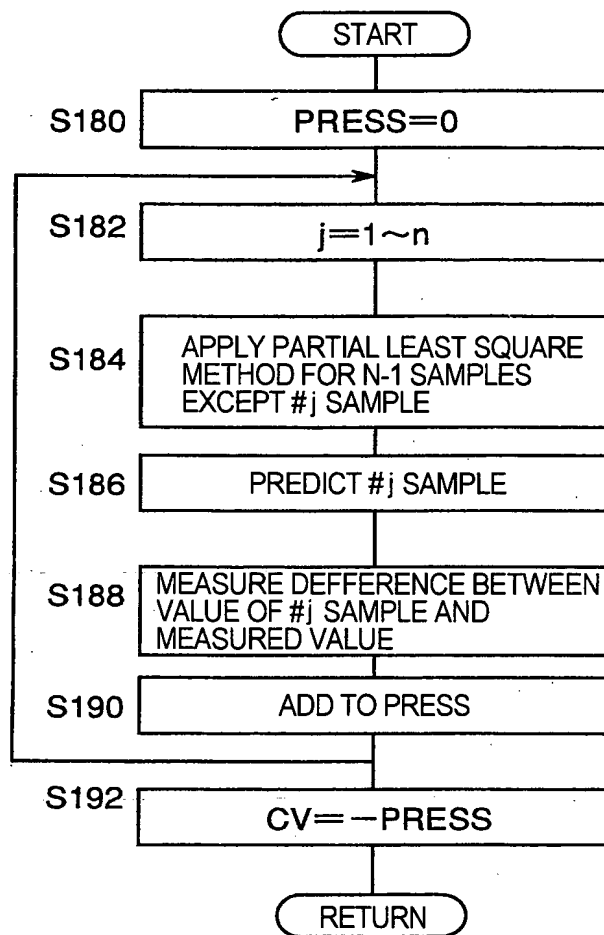 START
S180
PRESS=0
S182
j=1~n
S184
APPLY PARTIAL LEAST SQUARE
METHOD FOR N-1 SAMPLES
EXCEPT #j SAMPLE
S186
PREDICT #j SAMPLE
S188
MEASURE DEFFERENCE BETWEEN
VALUE OF #j SAMPLE AND
MEASURED VALUE
S190
ADD TO PRESS
S192
CV=-PRESS
RETURN